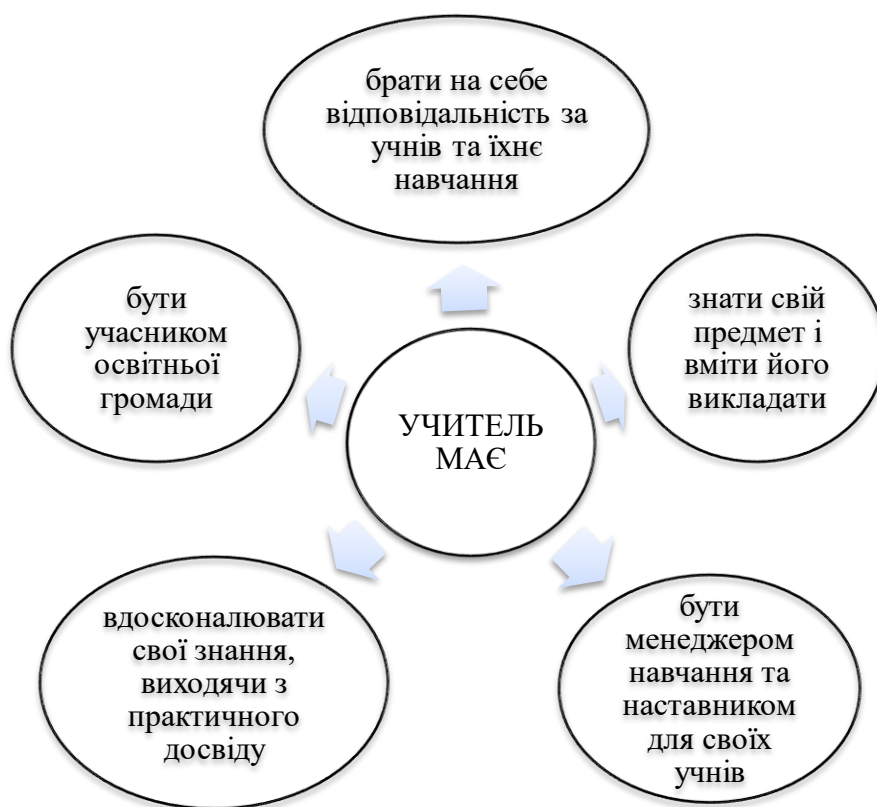 брати на себе
відповідальність за
учнів та їхнє
навчання
бути
учасником
освітньої
громади
знати свій
предмет і
вміти його
викладати
УЧИТЕЛЬ
МАЄ
вдосконалювати
свої знання,
виходячи з
практичного
досвіду
бути
менеджером
навчання та
наставником
для своїх
учнів